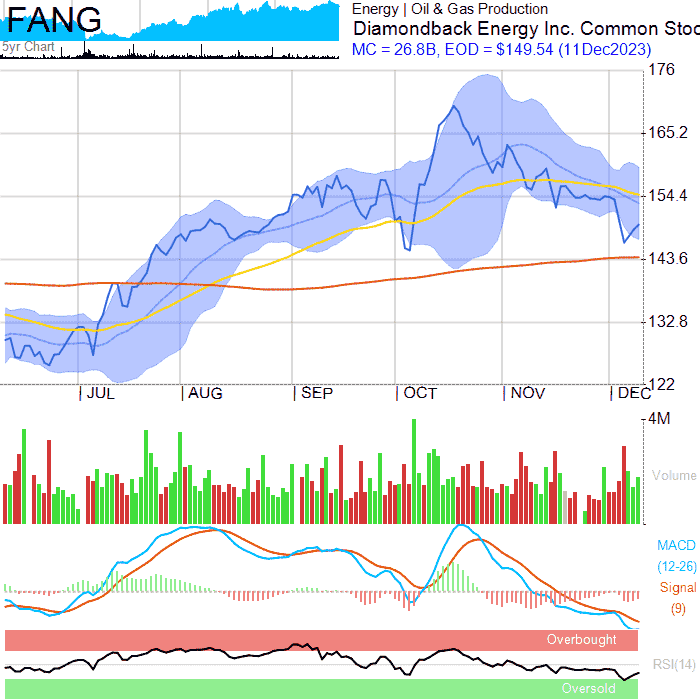 FANG
5yr Chart
Energy | Oil & Gas Production
Diamondback Energy Inc. Common Stoc
MC = 26.8B, EOD = $149.54 (11Dec2023)
176
165.2
154.4
143.6
132.8
122
JUL
AUG
SEP
OCT
NOV
DEC
4M
Volume
MACD
(12-26)
Signal
(9)
Overbought
RSI(14)
Oversold